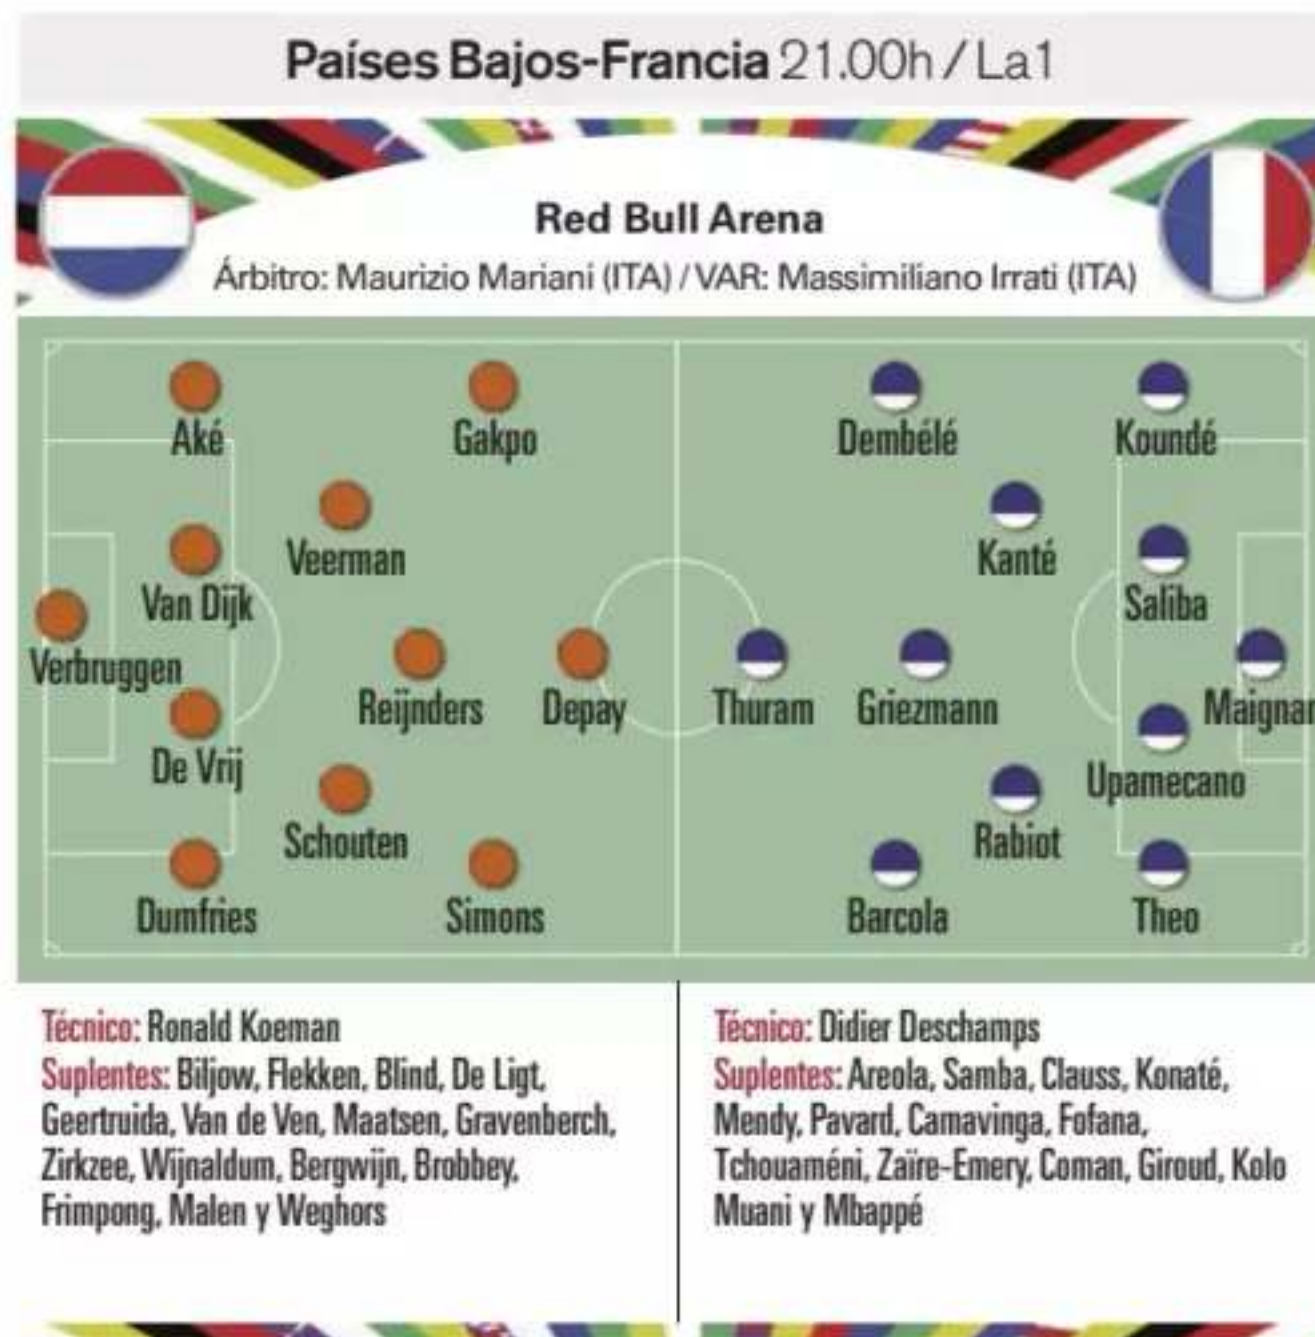 Países Bajos-Francia 21.00h / La1
Red Bull Arena
Árbitro: Maurizio Mariani (ITA) / VAR: Massimiliano Irrati (ITA)
Aké
Gakpo
Veerman
Van Dijk
Verbruggen
Reijnders
Depay
De Vrij
Schouten
Dumfries
Simons
Dembélé
Koundé
Kanté
Saliba
Thuram
Griezmann
Maignan
Upamecano
Rabiot
Barcola
Theo
Técnico: Ronald Koeman
Suplentes: Biljow, Flekken, Blind, De Ligt,
Geertruida, Van de Ven, Maatsen, Gravenberch,
Zirkzee, Wijnaldum, Bergwijn, Brobbey,
Frimpong, Malen y Weghors
Técnico: Didier Deschamps
Suplentes: Areola, Samba, Clauss, Konaté,
Mendy, Pavard, Camavinga, Fofana,
Tchouaméni, Zaïre-Emery, Coman, Giroud, Kolo
Muani y Mbappé